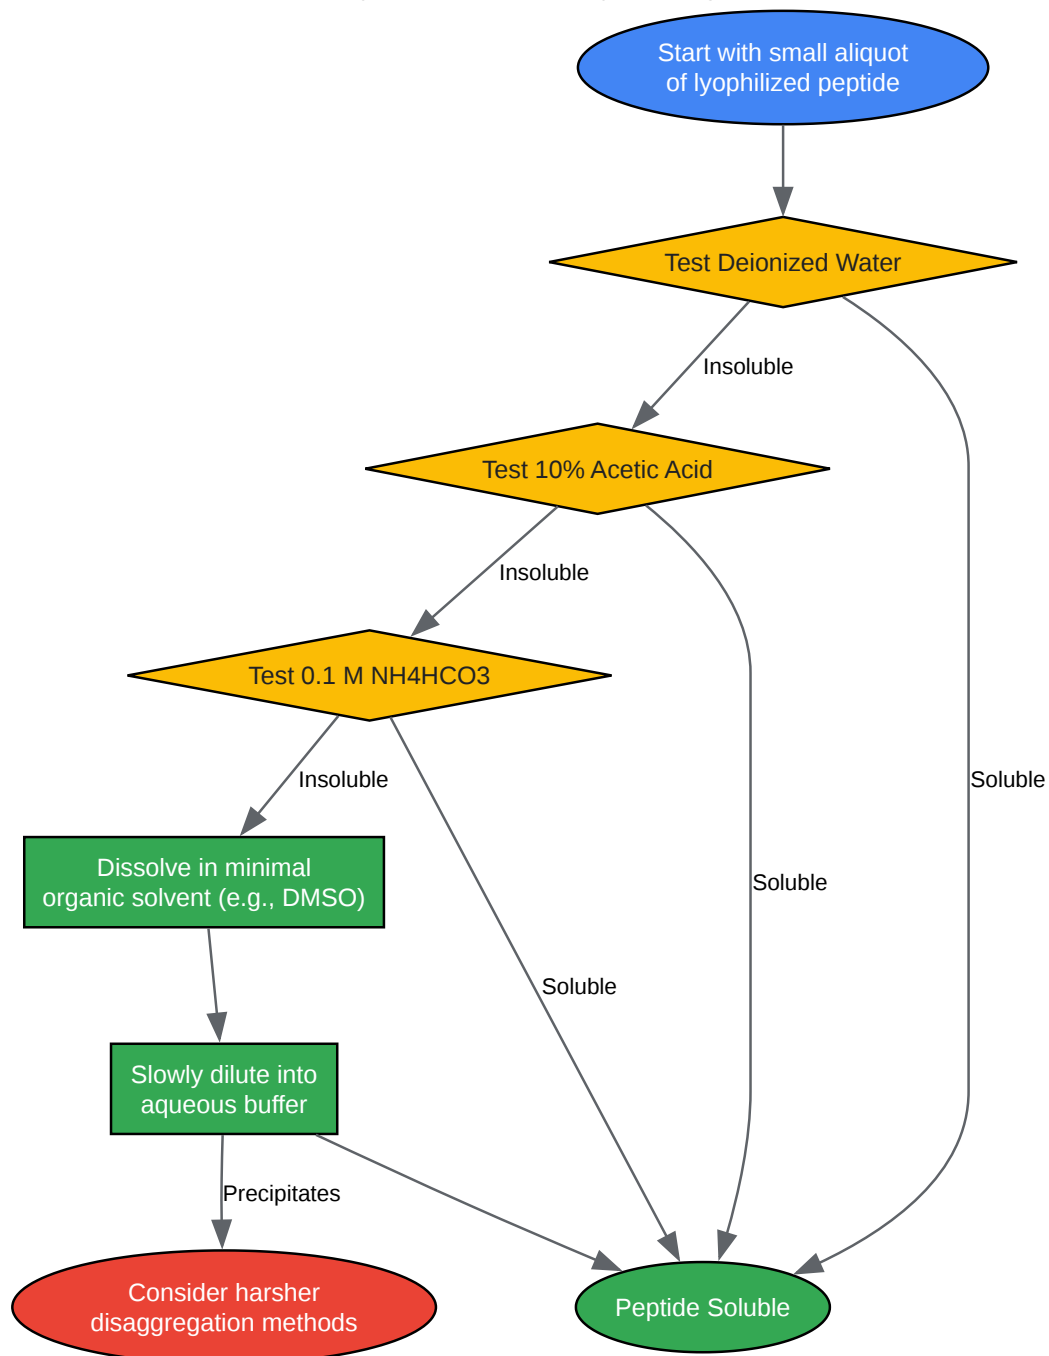 Start with small aliquot
of lyophilized peptide
Test Deionized Water
Insoluble
Test 10% Acetic Acid
Insoluble
Test 0.1 M NH4HCO3
Insoluble
Soluble
Dissolve in minimal
organic solvent (e.g., DMSO)
Soluble
Soluble
Slowly dilute into
aqueous buffer
Precipitates
Consider harsher
disaggregation methods
Peptide Soluble